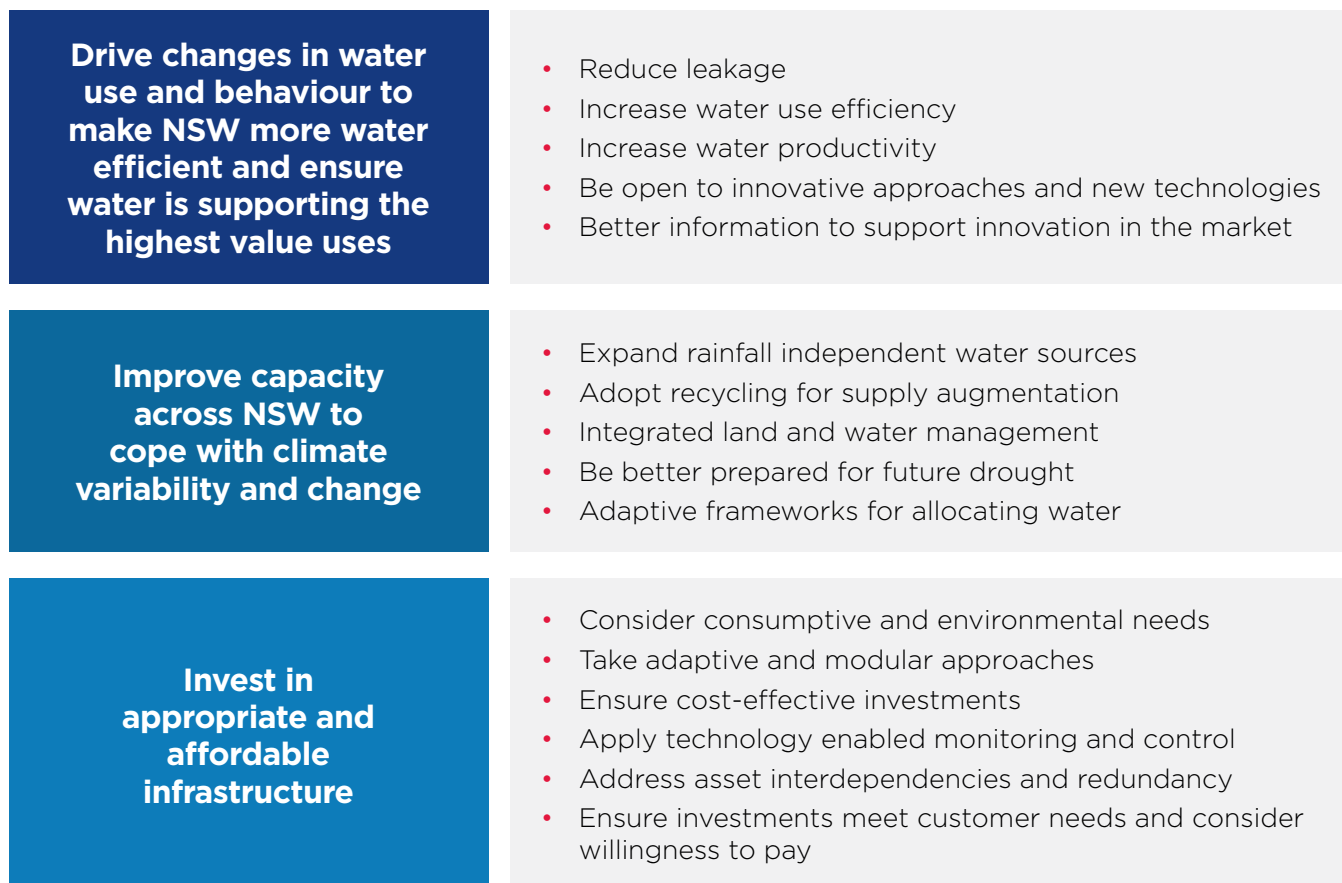 Drive changes in water
use and behaviour to
make NSW more water
efficient and ensure
water is supporting the
highest value uses
• Reduce leakage
• Increase water use efficiency
• Increase water productivity
• Be open to innovative approaches and new technologies
• Better information to support innovation in the market
Improve capacity
across NSW to
cope with climate
variability and change
• Expand rainfall independent water sources
• Adopt recycling for supply augmentation
• Integrated land and water management
• Be better prepared for future drought
• Adaptive frameworks for allocating water
Invest in
appropriate and
affordable
infrastructure
• Consider consumptive and environmental needs
• Take adaptive and modular approaches
• Ensure cost-effective investments
• Apply technology enabled monitoring and control
• Address asset interdependencies and redundancy
• Ensure investments meet customer needs and consider
willingness to pay